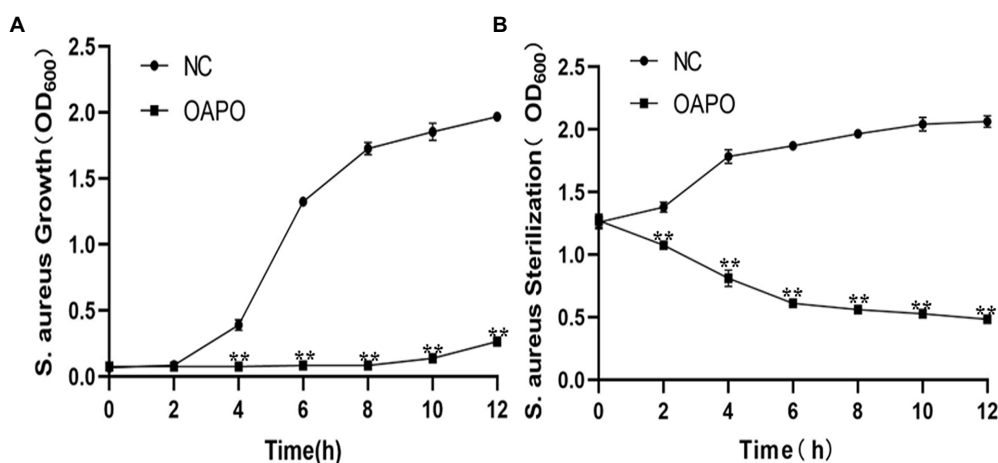 A
S. aureus Growth(OD600)
2.5
2.0
1.5
1.0
0.5
0.0
NC
OAPO
** ** ** ** **
0 2 4 6 8 10 12
Time(h)
B
S. aureus Sterilization( OD600)
2.5
2.0
1.5
1.0
0.5
0.0
NC
OAPO
** ** ** ** ** **
0 2 4 6 8 10 12
Time( h)